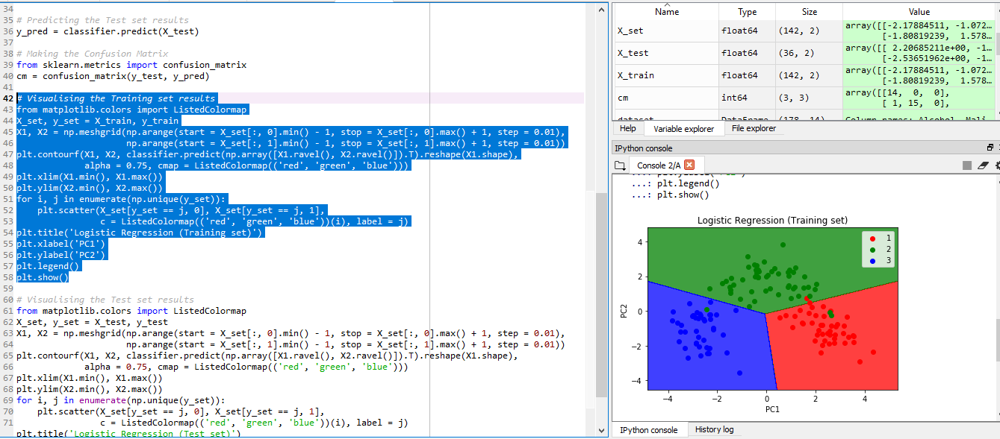 34
35 # Predicting the Test set results
36 y_pred = classifier.predict(X_test)
37
38 # Making the Confusion Matrix
39 from sklearn.metrics import confusion_matrix
40 cm = confusion_matrix(y_test, y_pred)
41
42 # Visualising the Training set results
43 from matplotlib.colors import ListedColormap
44 X_set, y_set = X_train, y_train
45 X1, X2 = np.meshgrid(np.arange(start = X_set[:, 0].min() - 1, stop = X_set[:, 0].max() + 1, step = 0.01),
46 np.arange(start = X_set[:, 1].min() - 1, stop = X_set[:, 1].max() + 1, step = 0.01))
47 plt.contourf(X1, X2, classifier.predict(np.array([X1.ravel(), X2.ravel()]).T).reshape(X1.shape),
48 alpha = 0.75, cmap = ListedColormap(('red', 'green', 'blue')))
49 plt.xlim(X1.min(), X1.max())
50 plt.ylim(X2.min(), X2.max())
51 for i, j in enumerate(np.unique(y_set)):
52 plt.scatter(X_set[y_set == j, 0], X_set[y_set == j, 1],
53 c = ListedColormap(('red', 'green', 'blue'))(i), label = j)
54 plt.title('Logistic Regression (Training set)')
55 plt.xlabel('PC1')
56 plt.ylabel('PC2')
57 plt.legend()
58 plt.show()
59
60 # Visualising the Test set results
61 from matplotlib.colors import ListedColormap
62 X_set, y_set = X_test, y_test
63 X1, X2 = np.meshgrid(np.arange(start = X_set[:, 0].min() - 1, stop = X_set[:, 0].max() + 1, step = 0.01),
64 np.arange(start = X_set[:, 1].min() - 1, stop = X_set[:, 1].max() + 1, step = 0.01))
65 plt.contourf(X1, X2, classifier.predict(np.array([X1.ravel(), X2.ravel()]).T).reshape(X1.shape),
66 alpha = 0.75, cmap = ListedColormap(('red', 'green', 'blue')))
67 plt.xlim(X1.min(), X1.max())
68 plt.ylim(X2.min(), X2.max())
69 for i, j in enumerate(np.unique(y_set)):
70 plt.scatter(X_set[y_set == j, 0], X_set[y_set == j, 1],
71 c = ListedColormap(('red', 'green', 'blue'))(i), label = j)
plt.title('Logistic Regression (Test set)')
Name Type Size Value
X_set float64 (142, 2) array([[-2.17884511, -1.072…
[-1.80819239, 1.578…
X_test float64 (36, 2) array([[ 2.20685211e+00, -1…
[-2.53651962e+00, -1…
X_train float64 (142, 2) array([[-2.17884511, -1.072…
[-1.80819239, 1.578…
cm int64 (3, 3) array([[14, 0, 0],
[ 1, 15, 0],
dataset DataFrame (178, 14) Column names: Alcohol, Mali
Help Variable explorer File explorer
IPython console
Console 2/A
...: plt.legend()
...: plt.show()
Logistic Regression (Training set)
1
2
3
4
2
0
−2
−4
PC2
−4 −2 0 2 4
PC1
IPython console History log